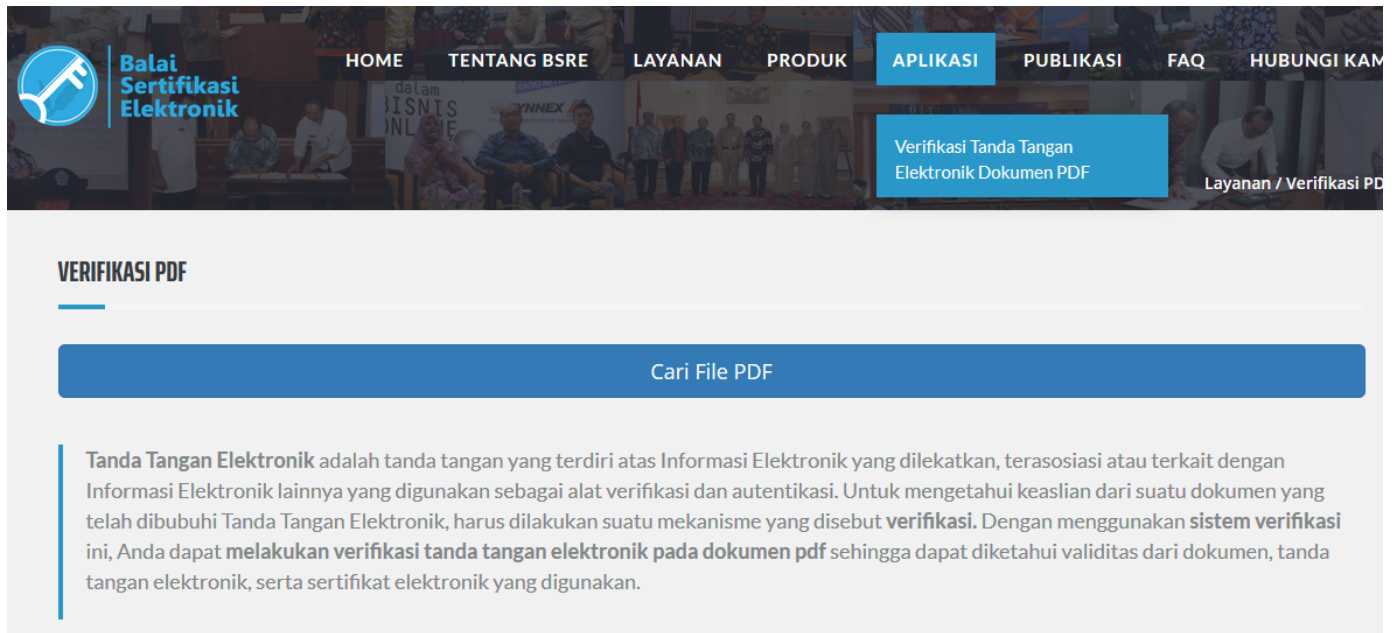 Balai
Sertifikasi
Elektronik
HOME TENTANG BSRE LAYANAN PRODUK APLIKASI PUBLIKASI FAQ HUBUNGI KAM
dalam
BISNIS
ONLINE
SYNNEX
Verifikasi Tanda Tangan
Elektronik Dokumen PDF
Layanan / Verifikasi PD
VERIFIKASI PDF
Cari File PDF
Tanda Tangan Elektronik adalah tanda tangan yang terdiri atas Informasi Elektronik yang dilekatkan, terasosiasi atau terkait dengan
Informasi Elektronik lainnya yang digunakan sebagai alat verifikasi dan autentikasi. Untuk mengetahui keaslian dari suatu dokumen yang
telah dibubuhi Tanda Tangan Elektronik, harus dilakukan suatu mekanisme yang disebut verifikasi. Dengan menggunakan sistem verifikasi
ini, Anda dapat melakukan verifikasi tanda tangan elektronik pada dokumen pdf sehingga dapat diketahui validitas dari dokumen, tanda
tangan elektronik, serta sertifikat elektronik yang digunakan.